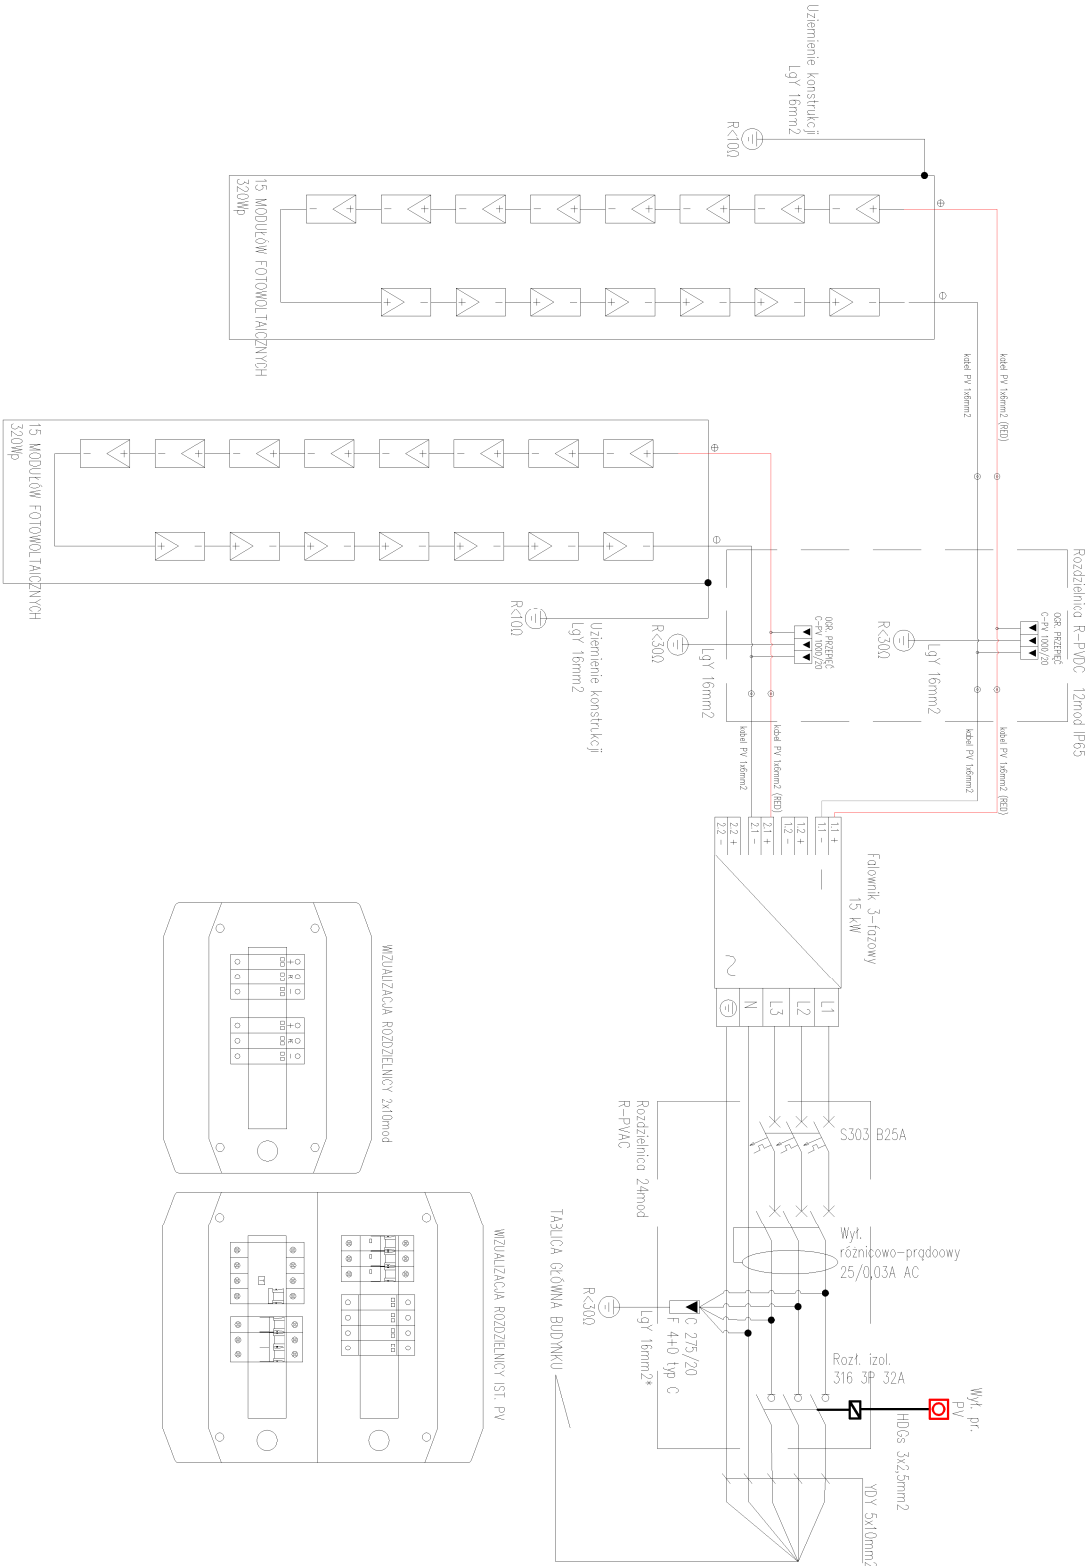 Uziemienie konstrukcji
LgY 16mm2
R<10Ω
15 MODUŁÓW FOTOWOLTAICZNYCH
320Wp
kabel PV 1x6mm2 (RED)
kabel PV 1x6mm2
15 MODUŁÓW FOTOWOLTAICZNYCH
320Wp
Uziemienie konstrukcji
LgY 16mm2
R<10Ω
Rozdzielnica R-PVDC 12mod IP65
OGR. PRZEPIĘĆ
C-PV 1000/20
LgY 16mm2
R<30Ω
OGR. PRZEPIĘĆ
C-PV 1000/20
LgY 16mm2
R<30Ω
kabel PV 1x6mm2 (RED)
kabel PV 1x6mm2
kabel PV 1x6mm2 (RED)
kabel PV 1x6mm2
Falownik 3-fazowy
15 kW
1.1 +
1.1 -
1.2 +
1.2 -
2.1 +
2.1 -
2.2 +
2.2 -
L1
L2
L3
N
S303 B25A
Rozdzielnica 24mod
R-PVAC
Wył.
różnicowo-prądoowy
25/0,03A AC
C 275/20
F 4+0 typ C
LgY 16mm2*
R<30Ω
Rozł. izol.
316 3P 32A
Wył. pr.
PV
HDGs 3x2,5mm2
YDY 5x10mm2
TABLICA GŁÓWNA BUDYNKU
WIZUALIZACJA ROZDZIELNICY 2x10mod
+
PE
-
+
PE
-
WIZUALIZACJA ROZDZIELNICY IST. PV